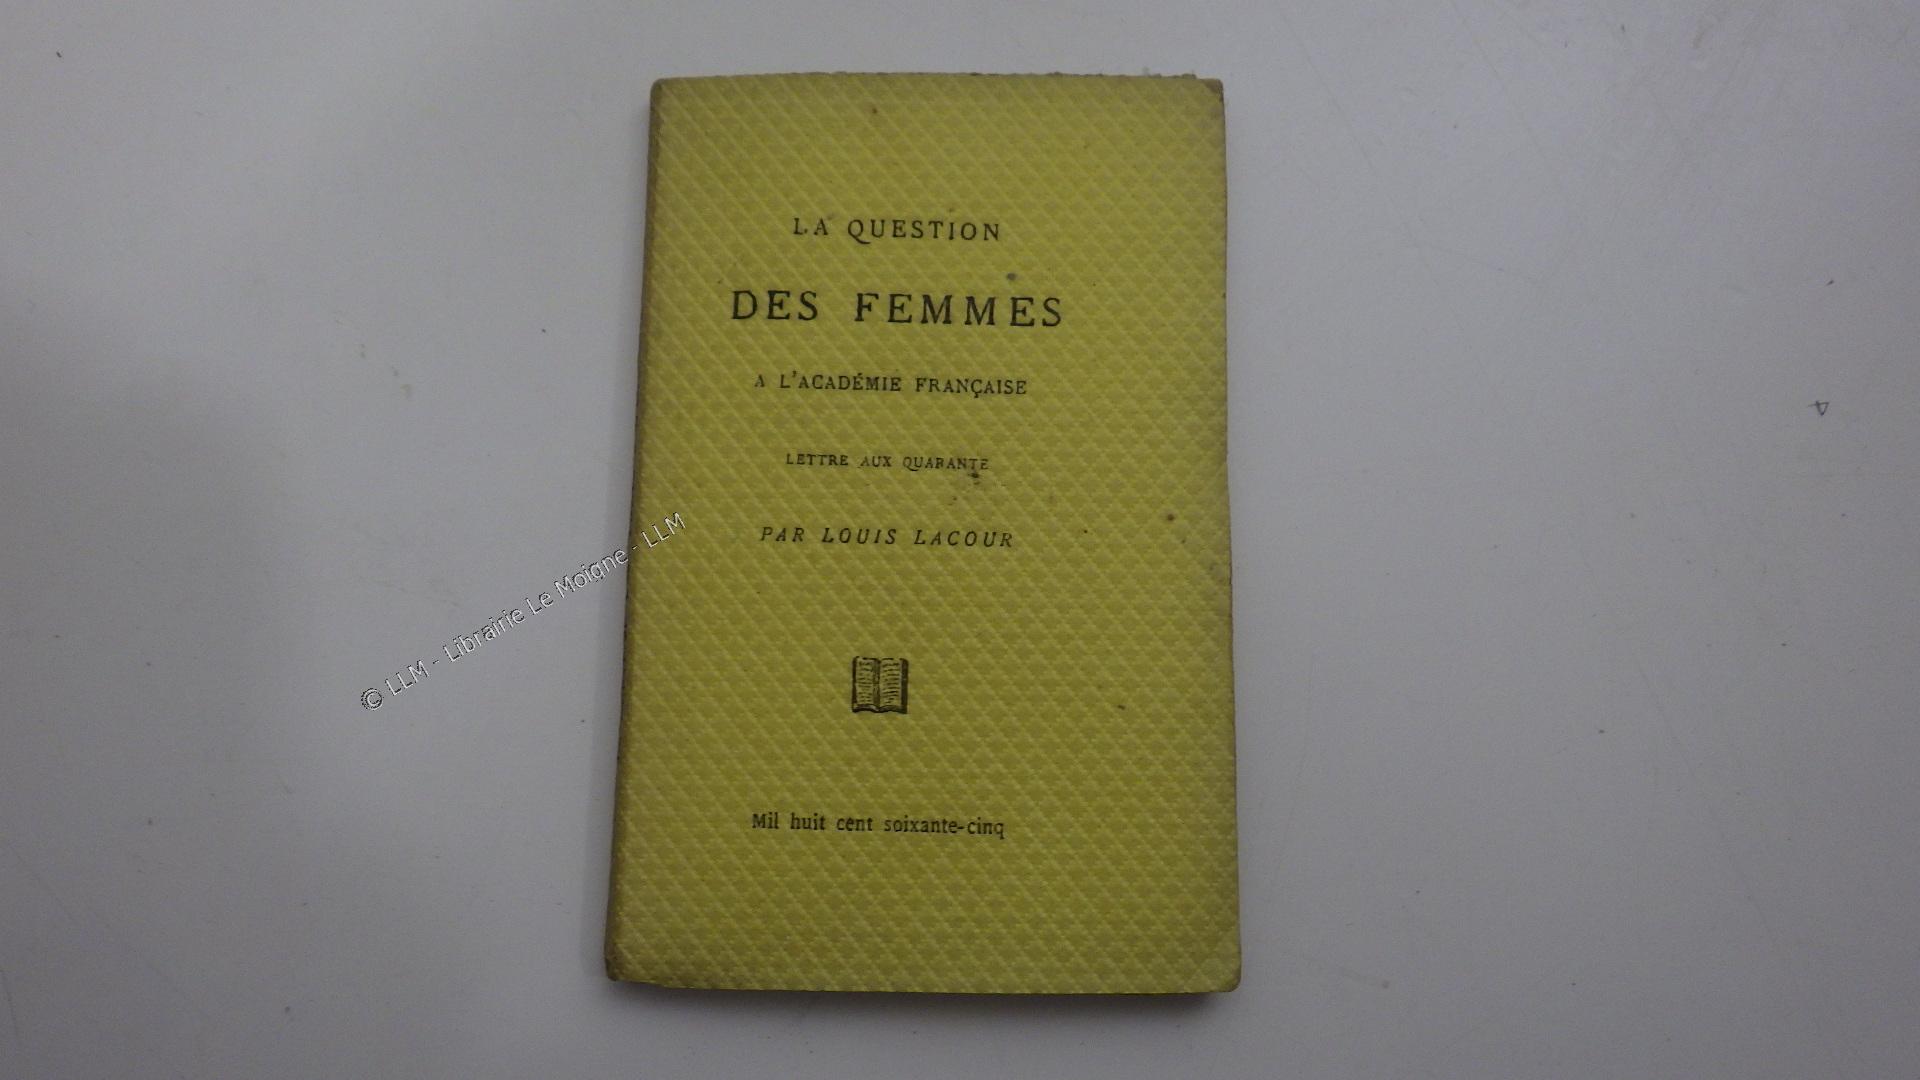 LA QUESTION
DES FEMMES
A L'ACADÉMIE FRANÇAISE
LETTRE AUX QUARANTE
PAR LOUIS LACOUR
Mil huit cent soixante-cinq
© LLM - Librairie Le Moigne - LLM